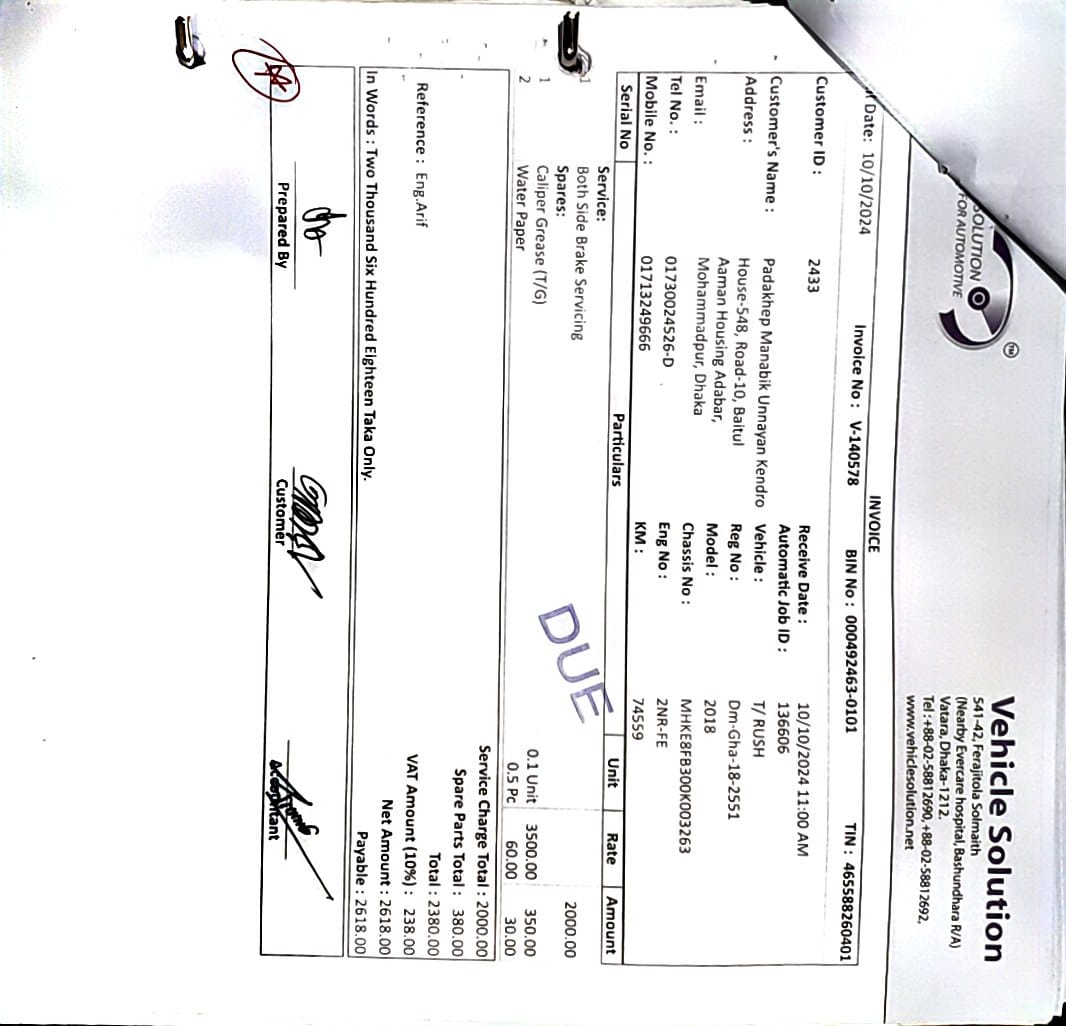 SOLUTION
FOR AUTOMOTIVE
TM
Vehicle Solution
541-42, Ferajitola Solmaith
(Nearby Evercare hospital, Bashundhara R/A)
Vatara, Dhaka-1212.
Tel : +88-02-58812690, +88-02-58812692,
www.vehiclesolution.net
INVOICE
Date: 10/10/2024 Invoice No : V-140578 BIN No : 000492463-0101 TIN : 465588260401
Customer ID : 2433
Receive Date : 10/10/2024 11:00 AM
Automatic Job ID : 136606
Customer's Name : Padakhep Manabik Unnayan Kendro Vehicle : T/ RUSH
Address : House-548, Road-10, Baitul Reg No : Dm-Gha-18-2551
Aaman Housing Adabar, Model : 2018
Email : Mohammadpur, Dhaka Chassis No : MHKE8FB300K003263
Tel No. : 01730024526-D Eng No : 2NR-FE
Mobile No. : 01713249666 KM : 74559
Serial No Particulars Unit Rate Amount
Service:
1 Both Side Brake Servicing 2000.00
DUE
Spares:
1 Caliper Grease (T/G) 0.1 Unit 3500.00 350.00
2 Water Paper 0.5 Pc 60.00 30.00
Service Charge Total : 2000.00
Spare Parts Total : 380.00
Total : 2380.00
Reference : Eng.Arif
VAT Amount (10%) : 238.00
Net Amount : 2618.00
In Words : Two Thousand Six Hundred Eighteen Taka Only.
Payable : 2618.00
Prepared By Customer Accountant